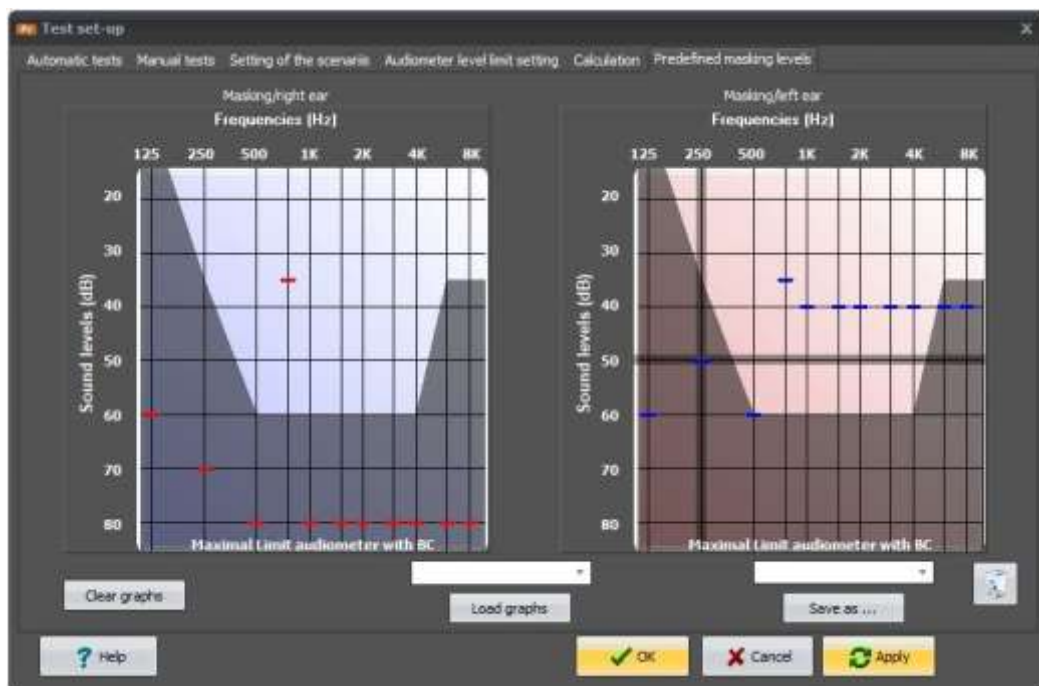 Test set-up
Automatic tests Manual tests Setting of the scenario Audiometer level limit setting Calculation Predefined masking levels
Masking/right ear Masking/left ear
Frequencies (Hz) Frequencies (Hz)
125 250 500 1K 2K 4K 8K 125 250 500 1K 2K 4K 8K
Sound levels (dB) Sound levels (dB)
20 20
30 30
40 40
50 50
60 60
70 70
80 80
Maximal Limit audiometer with BC Maximal Limit audiometer with BC
Clear graphs Load graphs Save as ...
? Help OK Cancel Apply